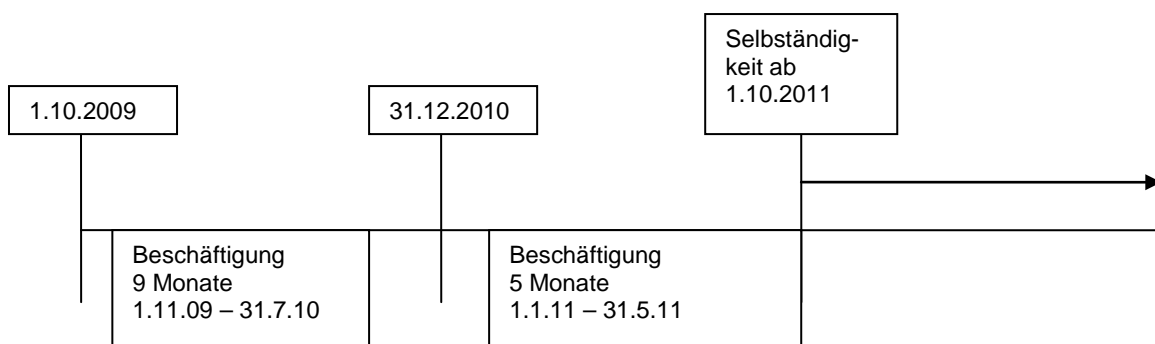 1.10.2009
31.12.2010
Selbständig-
keit ab
1.10.2011
Beschäftigung
9 Monate
1.11.09 – 31.7.10
Beschäftigung
5 Monate
1.1.11 – 31.5.11